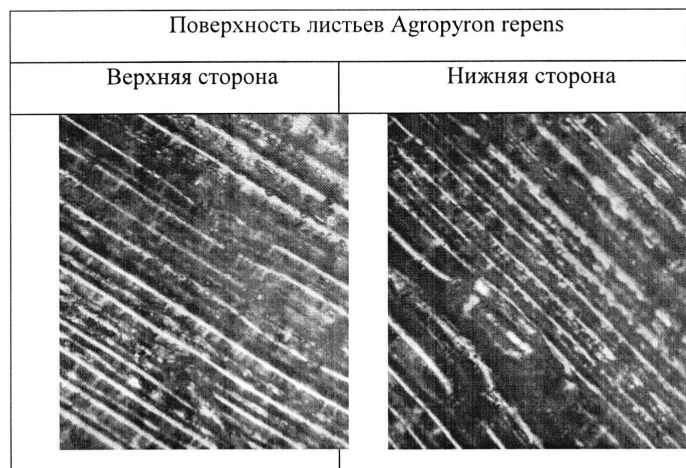 Поверхность листьев Agropyron repens
Верхняя сторона
Нижняя сторона